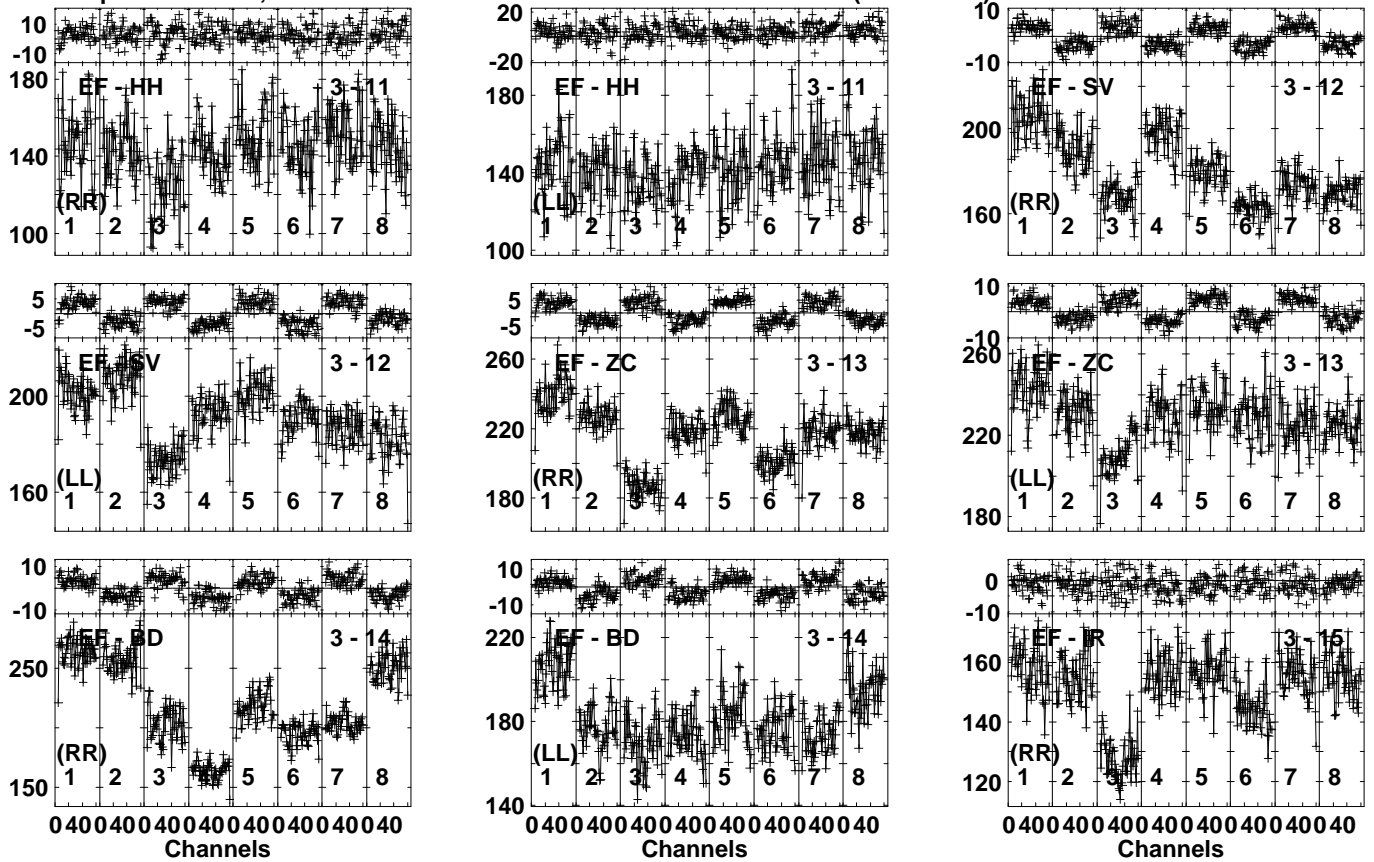 10
-10
180
140
100
EF - HH 3 - 11
(RR)
1 2 3 4 5 6 7 8
20
-20
180
140
100
EF - HH 3 - 11
(LL)
1 2 3 4 5 6 7 8
10
-10
200
160
EF - SV 3 - 12
(RR)
1 2 3 4 5 6 7 8
5
-5
200
160
EF - SV 3 - 12
(LL)
1 2 3 4 5 6 7 8
5
-5
260
220
180
EF - ZC 3 - 13
(RR)
1 2 3 4 5 6 7 8
10
-10
260
220
180
EF - ZC 3 - 13
(LL)
1 2 3 4 5 6 7 8
10
-10
250
150
EF - BD 3 - 14
(RR)
1 2 3 4 5 6 7 8
10
-10
220
180
140
EF - BD 3 - 14
(LL)
1 2 3 4 5 6 7 8
0
-10
160
140
120
EF - IR 3 - 15
(RR)
1 2 3 4 5 6 7 8
0 40 0 40 0 40 0 40 0 40 0 40 0 40 0 40
Channels
0 40 0 40 0 40 0 40 0 40 0 40 0 40 0 40
Channels
0 40 0 40 0 40 0 40 0 40 0 40 0 40 0 40
Channels